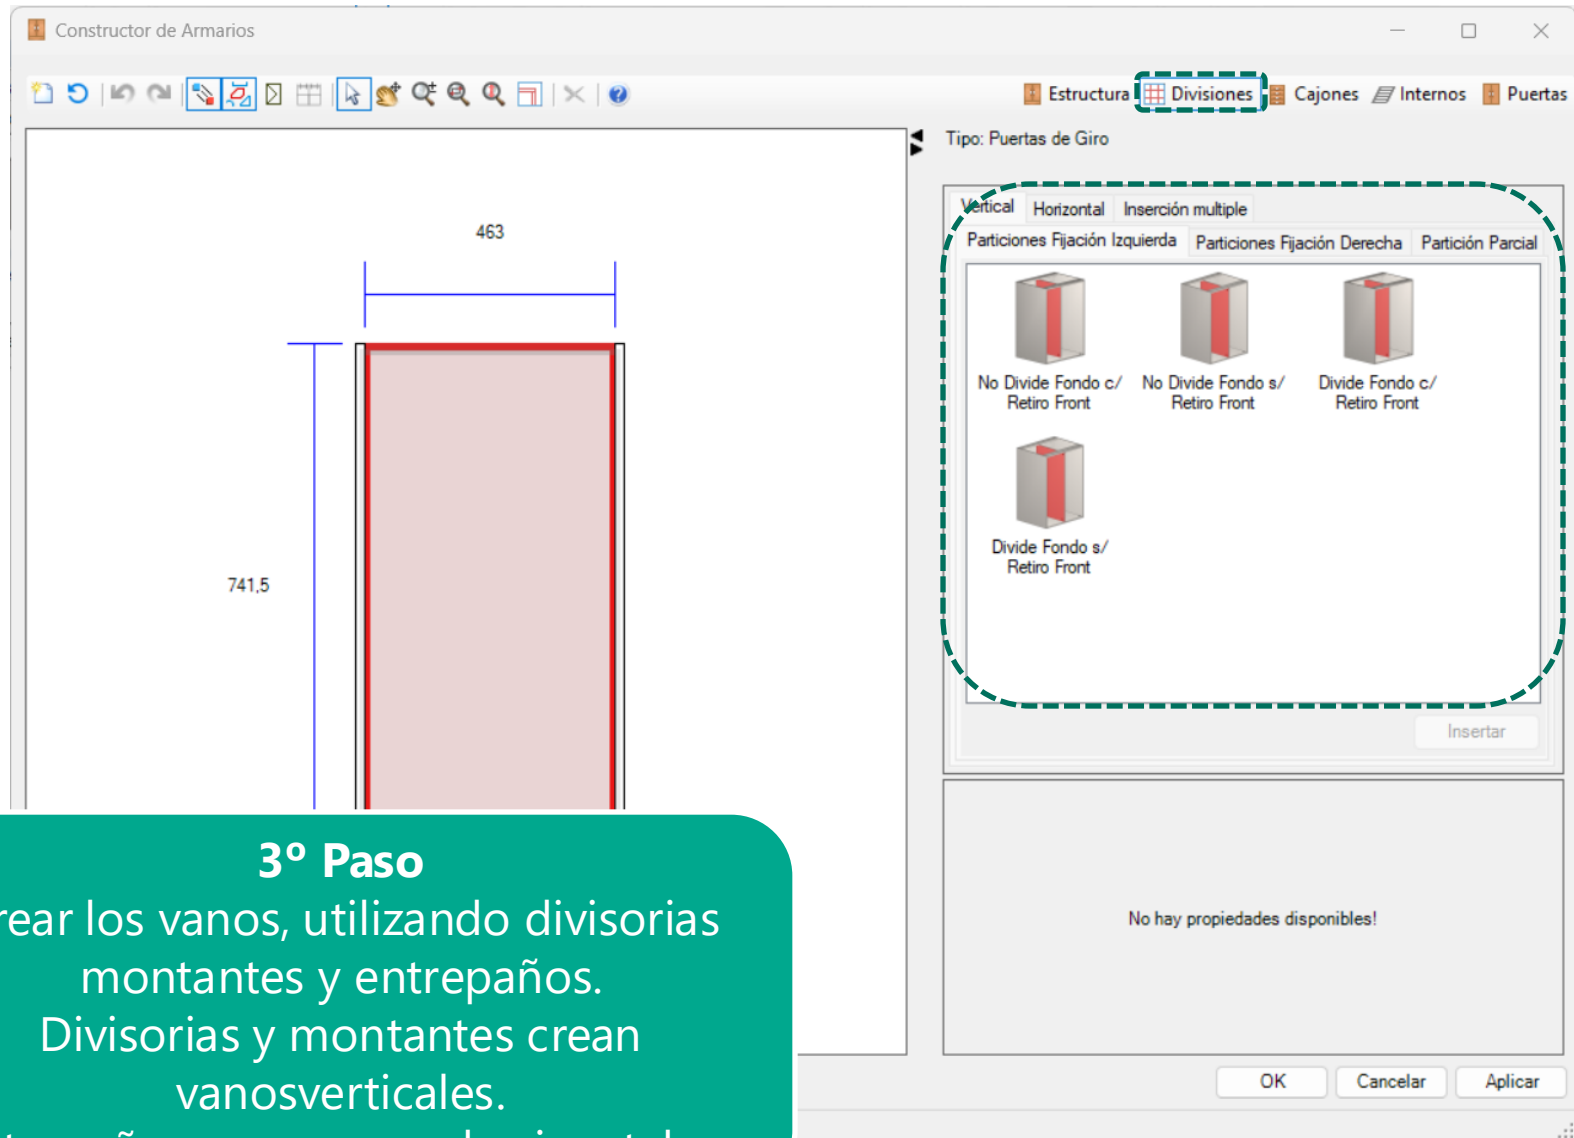 Constructor de Armarios
Estructura Divisiones Cajones Internos Puertas
Tipo: Puertas de Giro
Vertical Horizontal Inserción multiple
Particiones Fijación Izquierda Particiones Fijación Derecha Partición Parcial
No Divide Fondo c/
Retiro Front
No Divide Fondo s/
Retiro Front
Divide Fondo c/
Retiro Front
Divide Fondo s/
Retiro Front
Insertar
463
741,5
No hay propiedades disponibles!
OK Cancelar Aplicar
3º Paso
rear los vanos, utilizando divisorias
montantes y entrepaños.
Divisorias y montantes crean
vanosverticales.